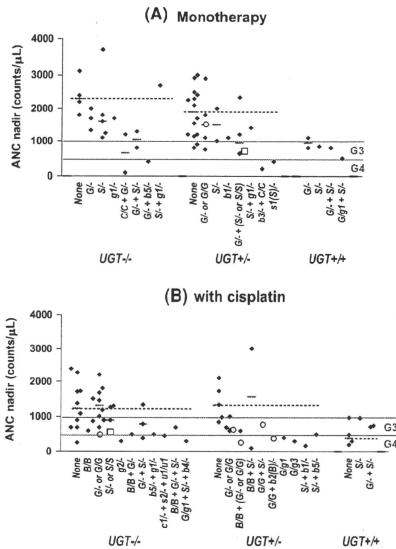 (A) Monotherapy
ANC nadir (counts/μL)
4000
3000
2000
1000
0
G3
G4
None
G/-
S/-
g1/-
C/C + G/-
G/- + S/-
G/- + b5/-
S/- + g1/-
None
G/- or G/G
S/-
b1/-
G/- + (S/- or S/S)
S/- + g1/-
b3/- + C/C
s1(S)/-
None
G/-
S/-
G/- + S/-
G/g1 + S/-
UGT-/-
UGT+/-
UGT+/+
(B) with cisplatin
ANC nadir (counts/μL)
4000
3000
2000
1000
0
G3
G4
None
B/B
G/- or G/G
S/- or S/S
g2/-
B/B + G/-
G/- + S/-
b5/- + g1/-
c1/- + s2/- + u1/u1
B/B + G/- + S/-
G/g1 + S/- + b4/-
None
G/- or G/G
B/B + (G/- or G/G)
B/B + S/-
G/G + S/-
G/G + b2(B)/-
G/g1
G/g3
S/- + b1/-
S/- + b5/-
None
S/-
G/- + S/-
UGT-/-
UGT+/-
UGT+/+